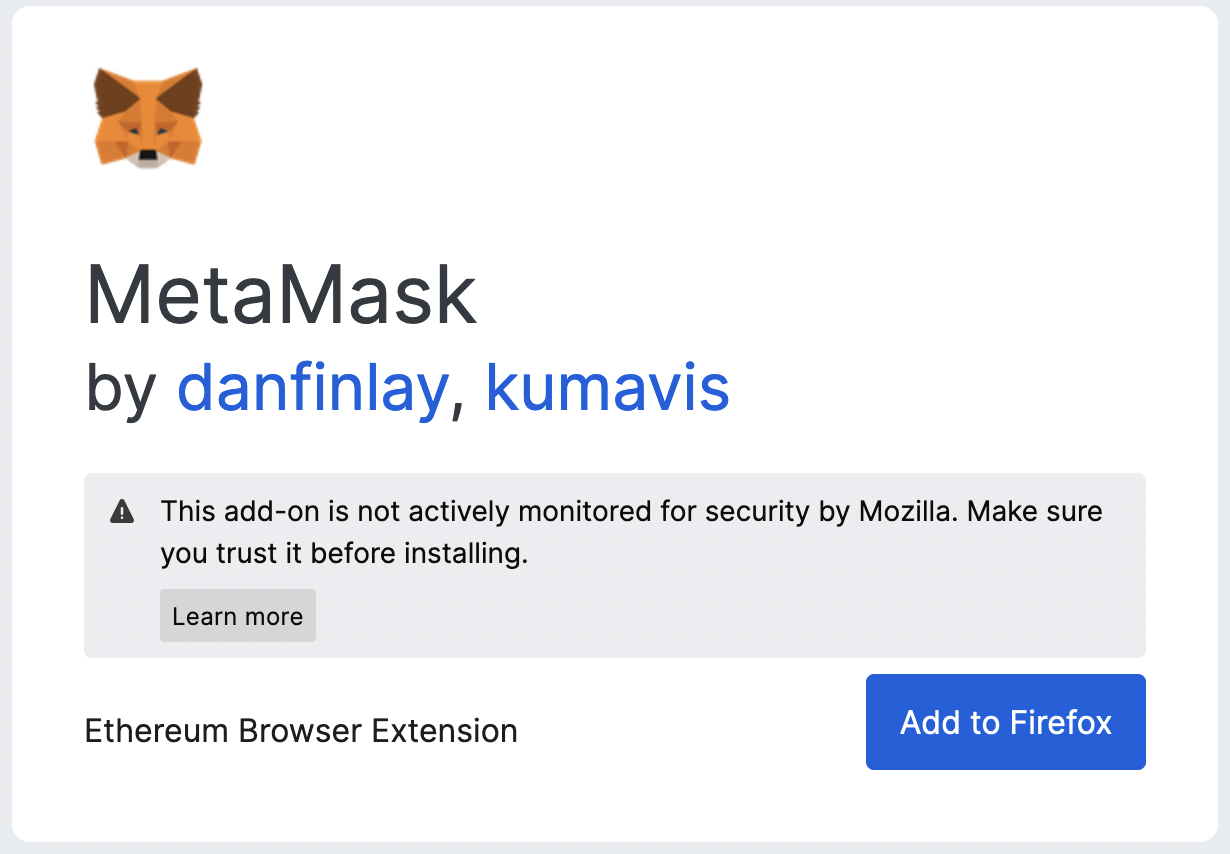 MetaMask
by danfinlay, kumavis
This add-on is not actively monitored for security by Mozilla. Make sure
you trust it before installing.
Learn more
Ethereum Browser Extension
Add to Firefox